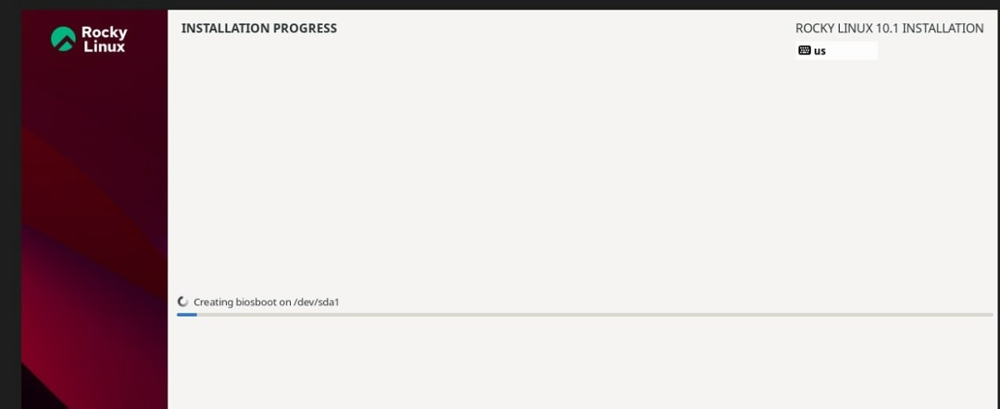 Rocky
Linux
INSTALLATION PROGRESS
ROCKY LINUX 10.1 INSTALLATION
us
Creating biosboot on /dev/sda1